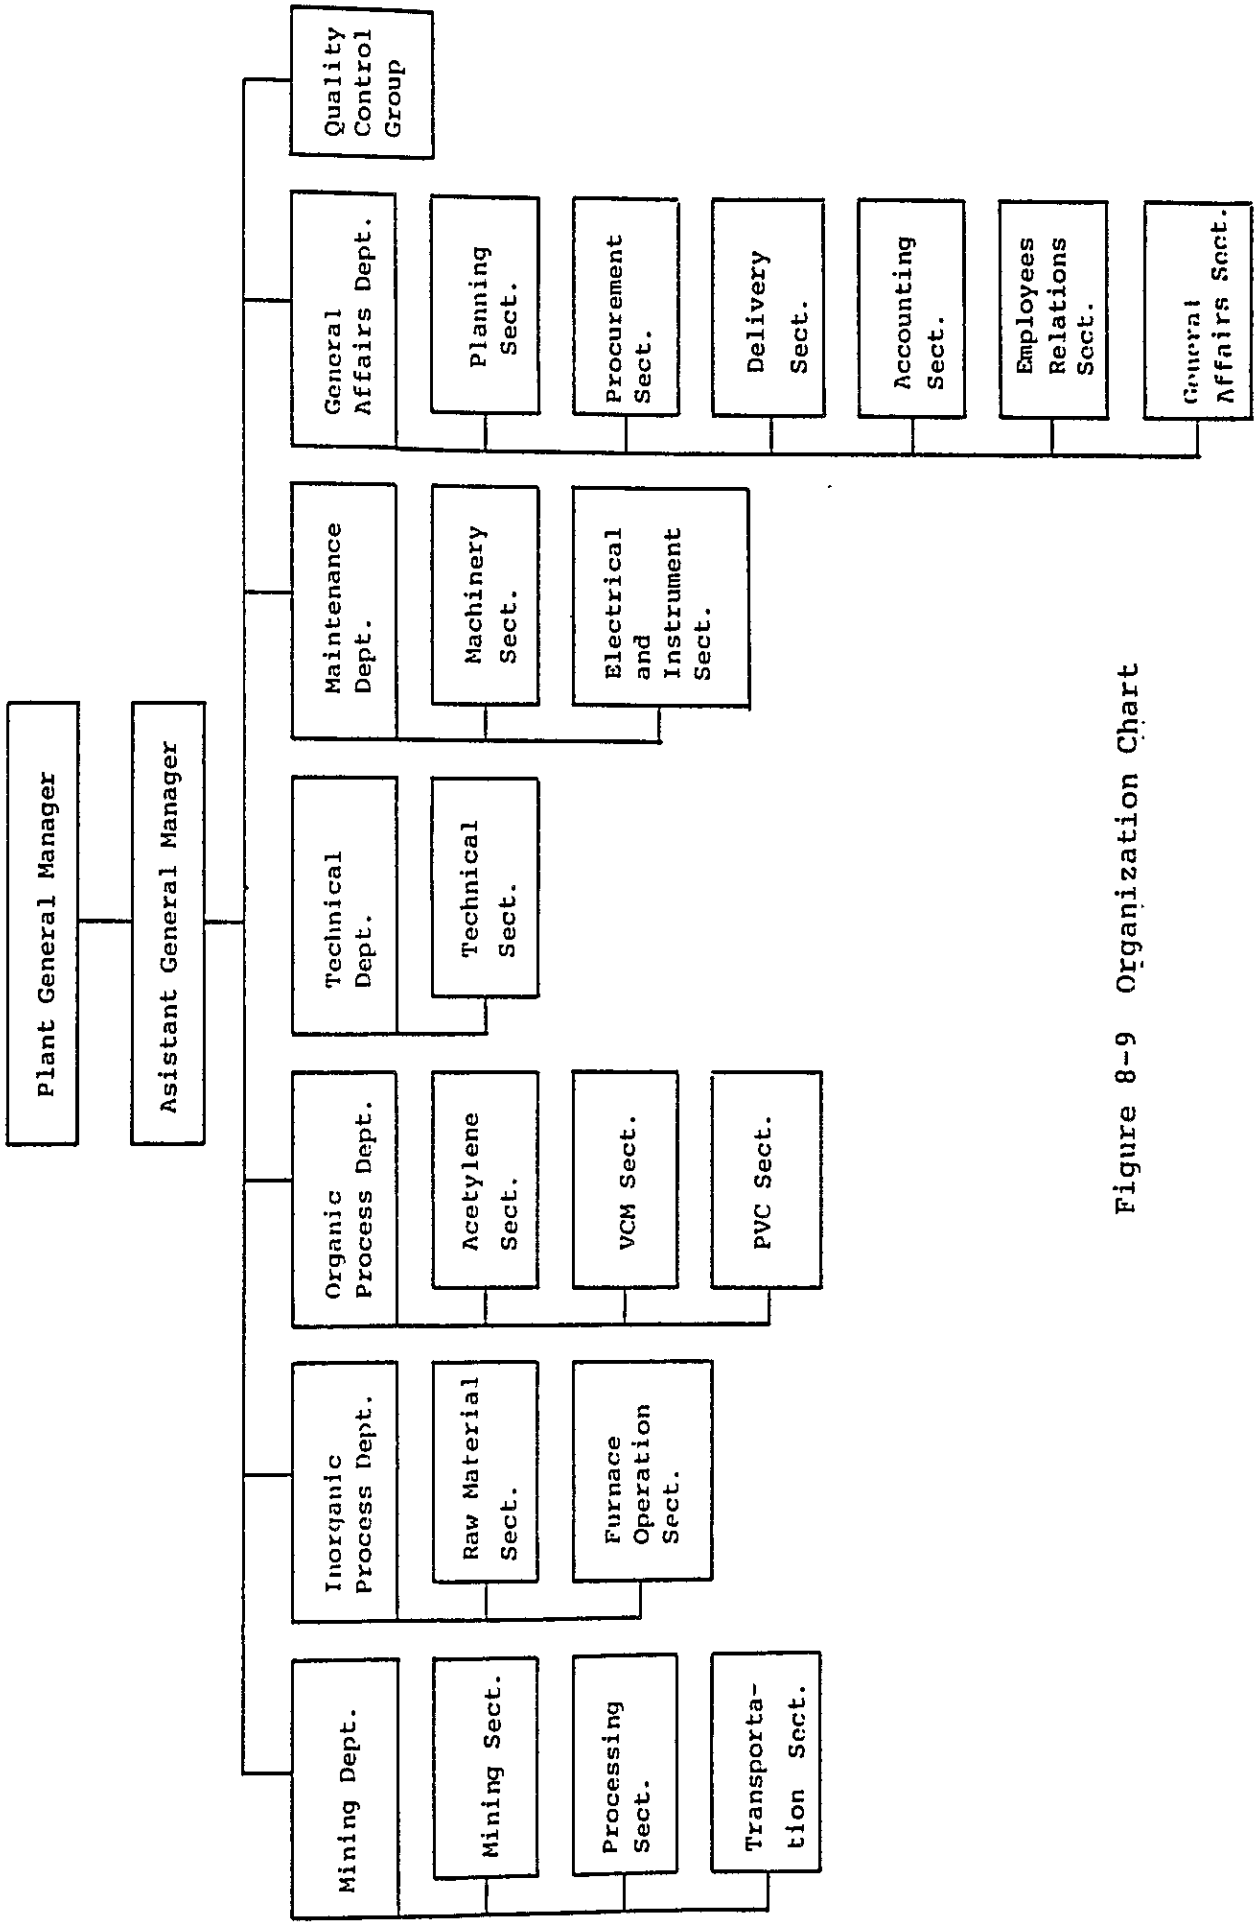 Plant General Manager
Asistant General Manager
Mining Dept.
Mining Sect.
Processing
Sect.
Transporta-
tion Sect.
Inorganic
Process Dept.
Raw Material
Sect.
Furnace
Operation
Sect.
Organic
Process Dept.
Acetylene
Sect.
VCM Sect.
PVC Sect.
Technical
Dept.
Technical
Sect.
Maintenance
Dept.
Machinery
Sect.
Electrical
and
Instrument
Sect.
General
Affairs Dept.
Planning
Sect.
Procurement
Sect.
Delivery
Sect.
Accounting
Sect.
Employees
Relations
Sect.
General
Affairs Sect.
Quality
Control
Group
Figure 8-9 Organization Chart